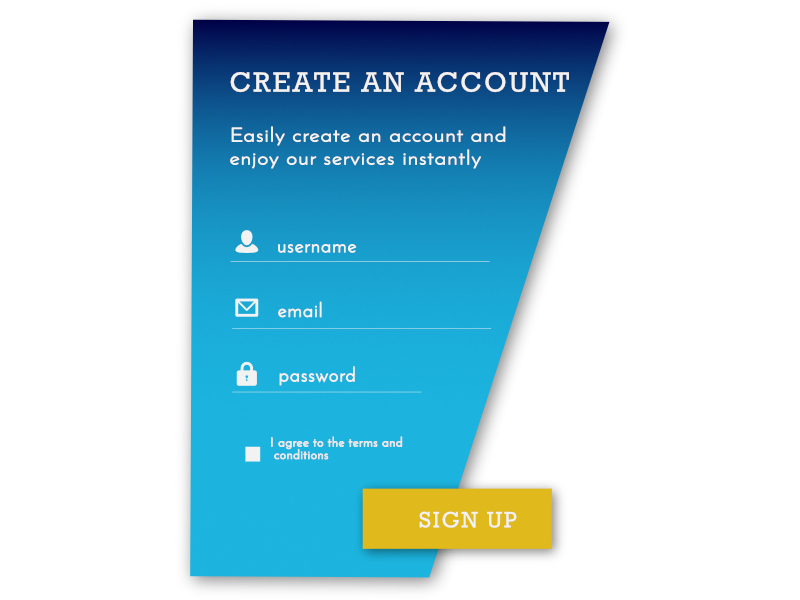 CREATE AN ACCOUNT
Easily create an account and
enjoy our services instantly
username
email
password
I agree to the terms and
conditions
SIGN UP